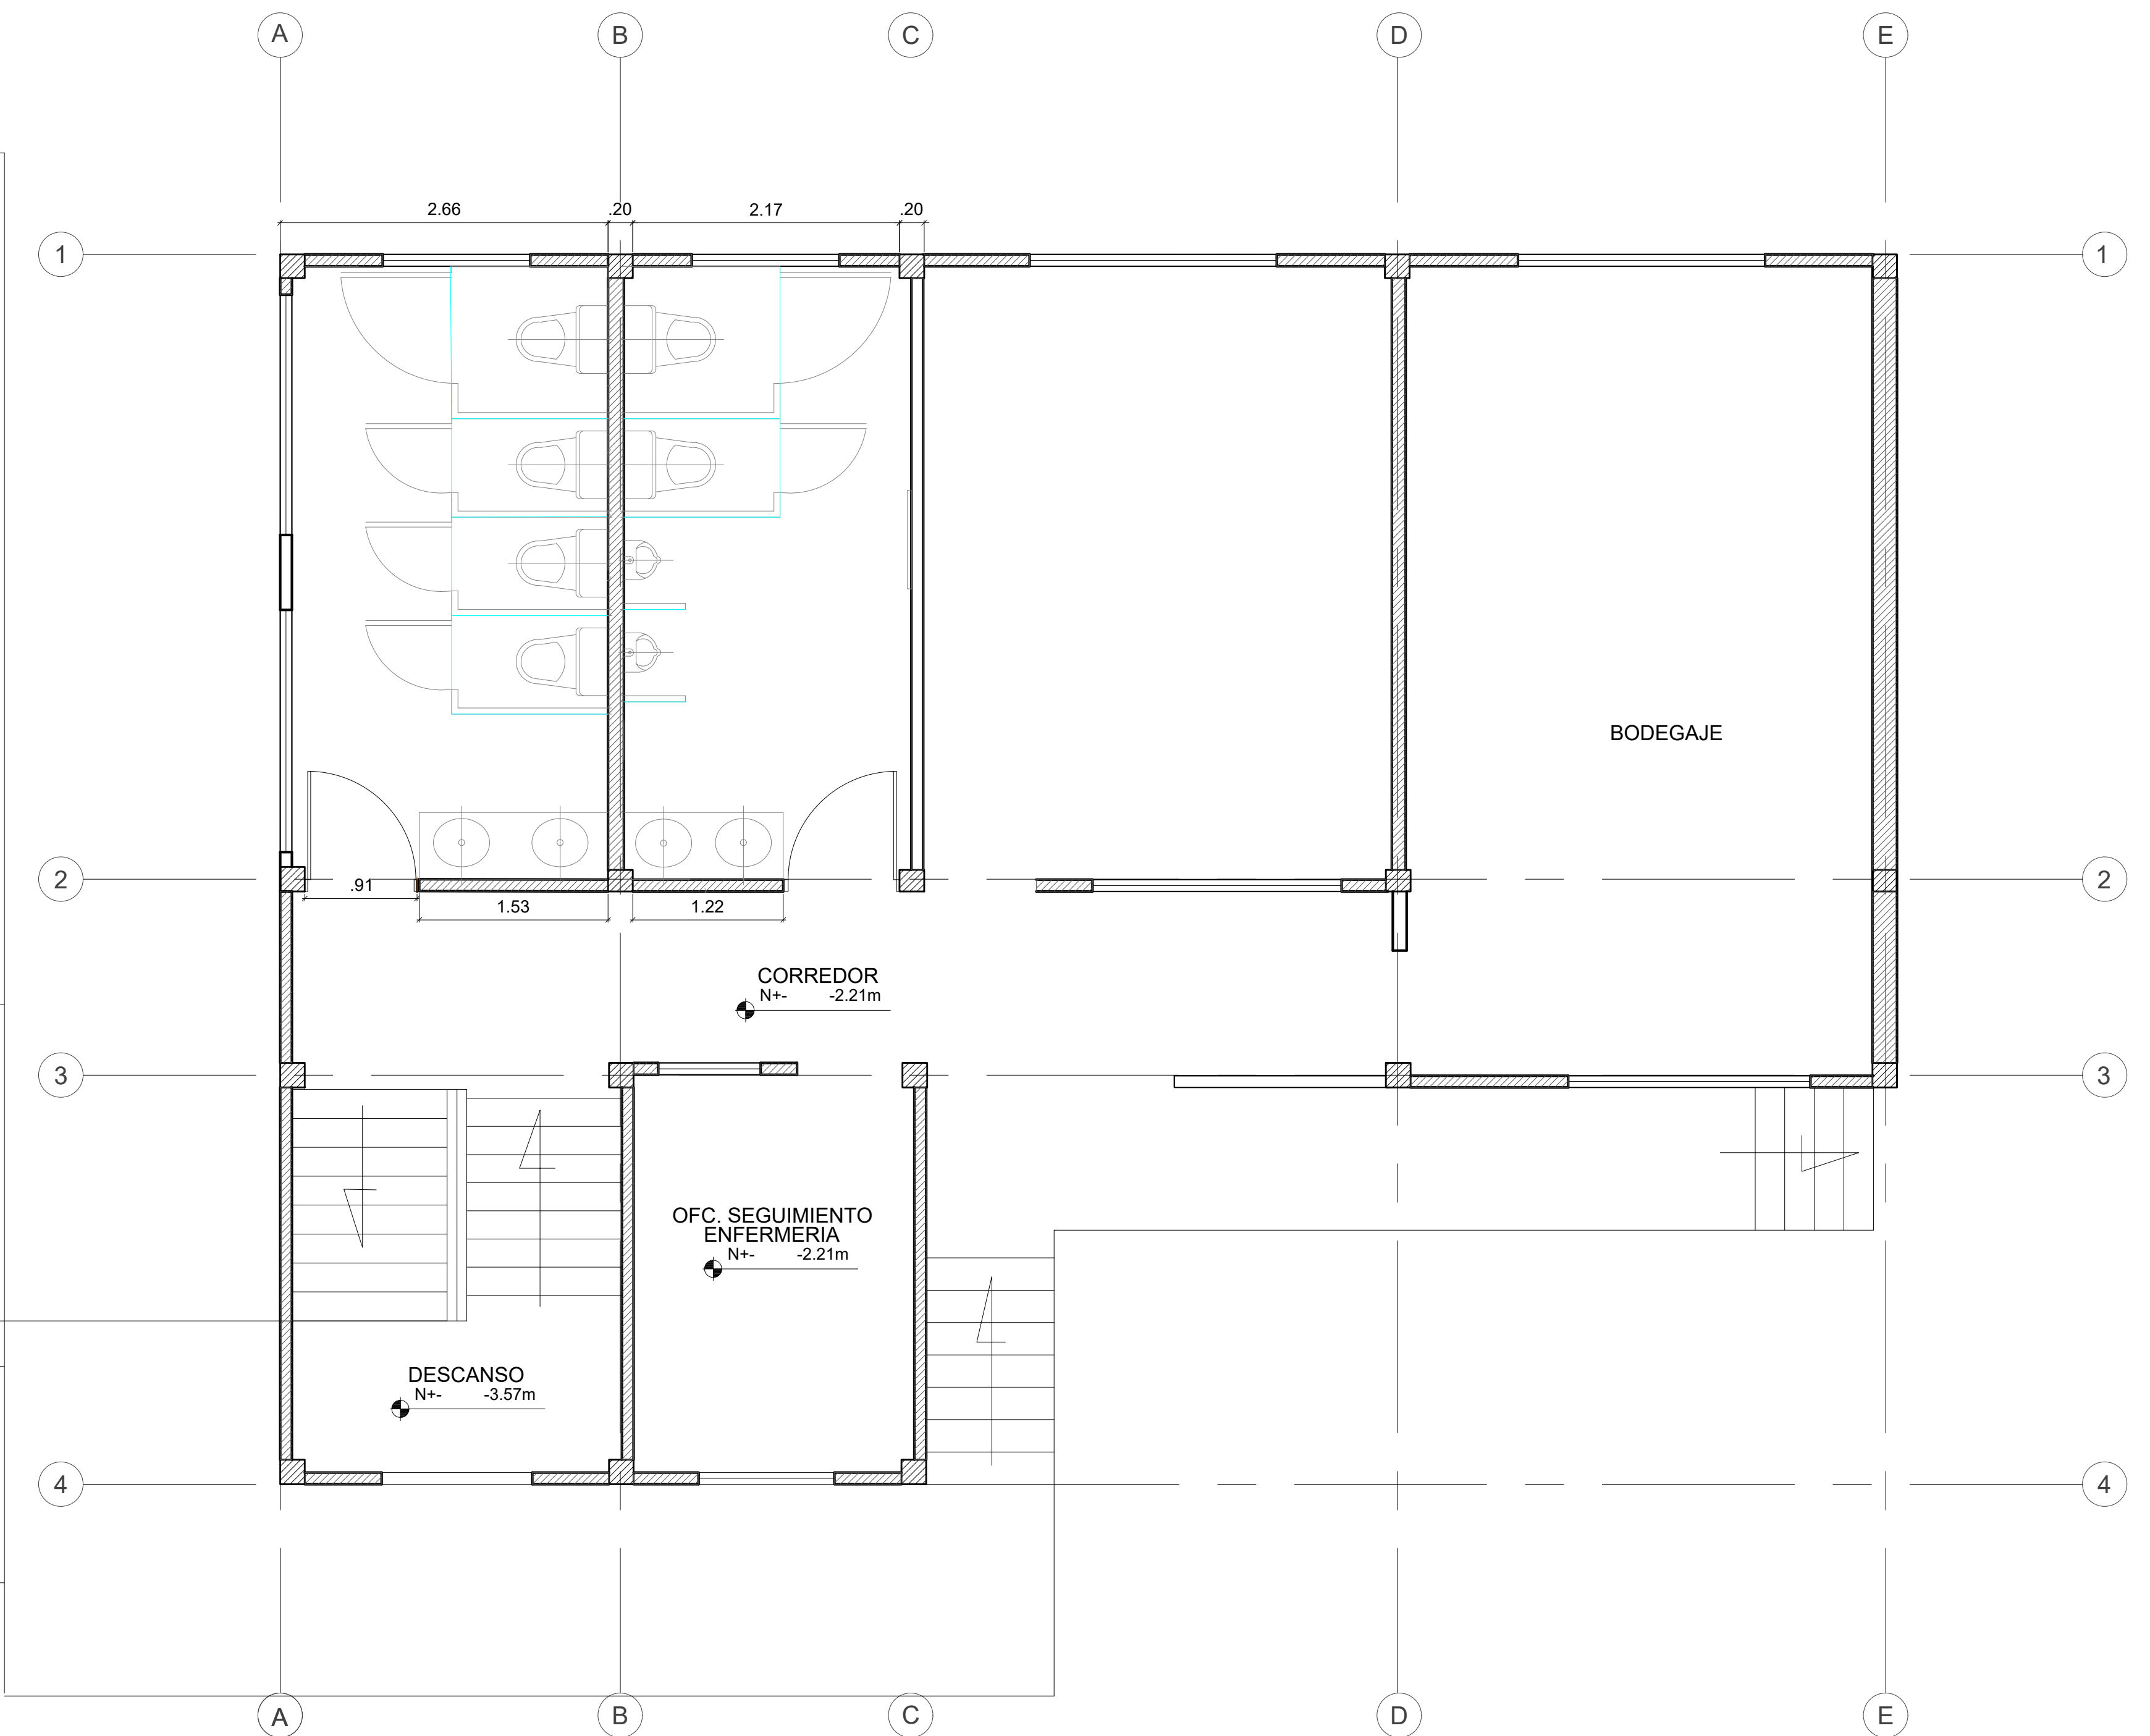 A B C D E
2.66 .20 2.17 .20
1 1
BODEGAJE
2 2
.91
1.53 1.22
CORREDOR
N+- -2.21m
3 3
OFC. SEGUIMIENTO
ENFERMERIA
N+- -2.21m
DESCANSO
N+- -3.57m
4 4
A B C D E